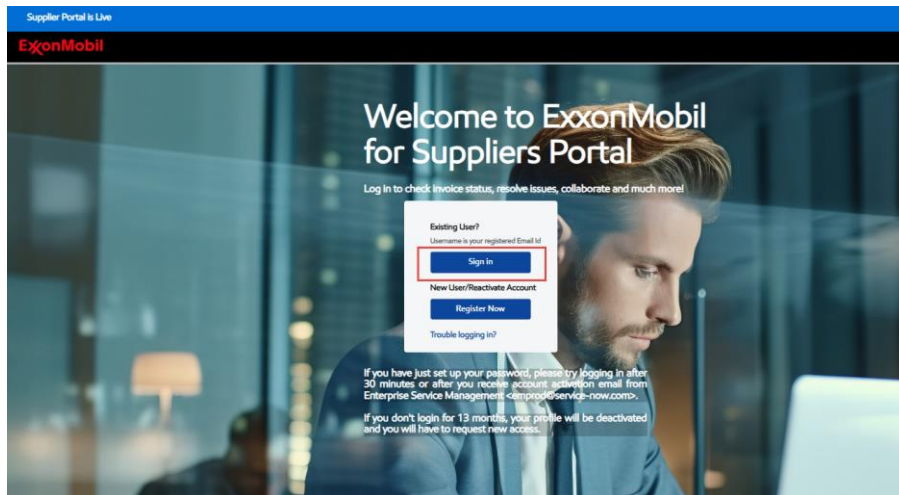 Supplier Portal is Live
ExxonMobil
Welcome to ExxonMobil
for Suppliers Portal
Log in to check invoice status, resolve issues, collaborate and much more!
Existing User?
Username is your registered Email Id
Sign in
New User/Reactivate Account
Register Now
Trouble logging in?
If you have just set up your password, please try logging in after
30 minutes or after you receive account activation email from
Enterprise Service Management <emprod@service-now.com>.
If you don't login for 13 months, your profile will be deactivated
and you will have to request new access.